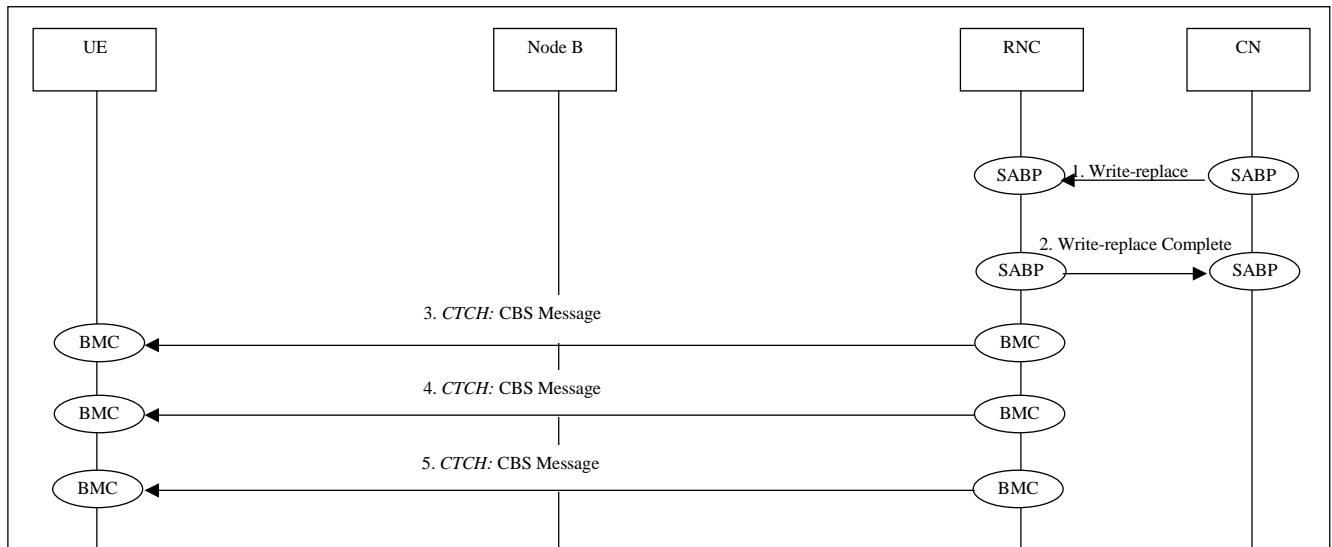 UE
Node B
RNC
CN
SABP
1. Write-replace
SABP
2. Write-replace Complete
SABP
SABP
3. CTCH: CBS Message
BMC
BMC
4. CTCH: CBS Message
BMC
BMC
5. CTCH: CBS Message
BMC
BMC